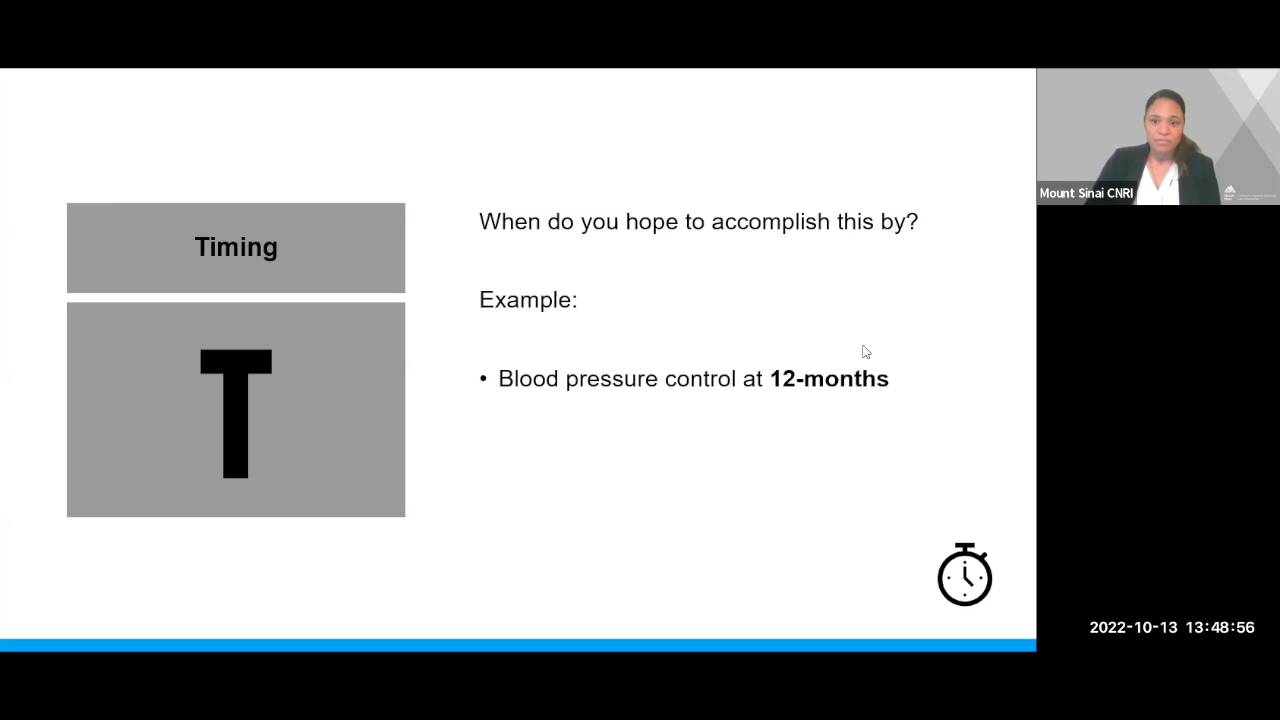 Timing
T
When do you hope to accomplish this by?
Example:
• Blood pressure control at 12-months
Mount Sinai CNRI
2022-10-13 13:48:56